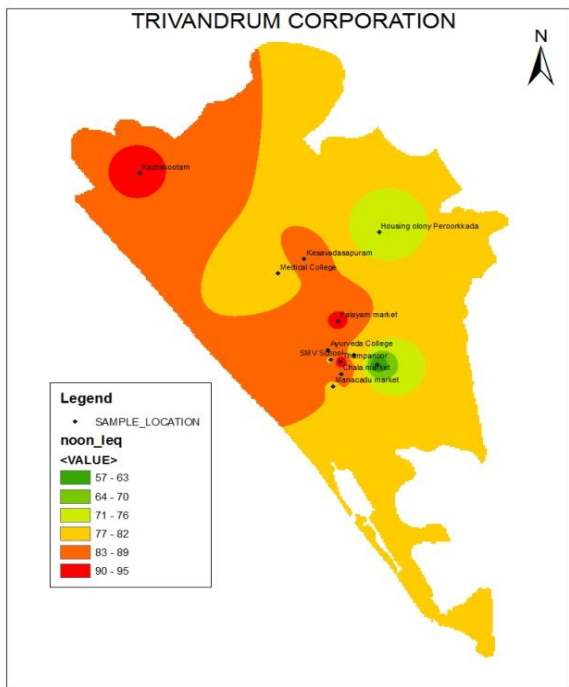 TRIVANDRUM CORPORATION
N
Kazhakootam
Housing olony Peroorkkada
Kesavadasapuram
Medical College
Palayam market
Ayurveda College
SMV School
Thampanoor
Chala market
Manacadu market
Legend
SAMPLE_LOCATION
noon_leq
<VALUE>
57 - 63
64 - 70
71 - 76
77 - 82
83 - 89
90 - 95